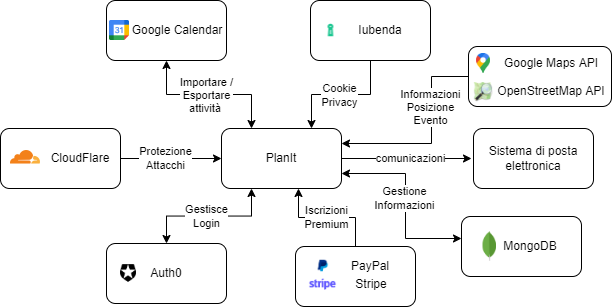 Google Calendar
Iubenda
Google Maps API
OpenStreetMap API
Importare /
Esportare
attività
Cookie
Privacy
Informazioni
Posizione
Evento
CloudFlare
Protezione
Attacchi
PlanIt
comunicazioni
Sistema di posta
elettronica
Gestisce
Login
Iscrizioni
Premium
Gestione
Informazioni
Auth0
PayPal
stripe
Stripe
MongoDB